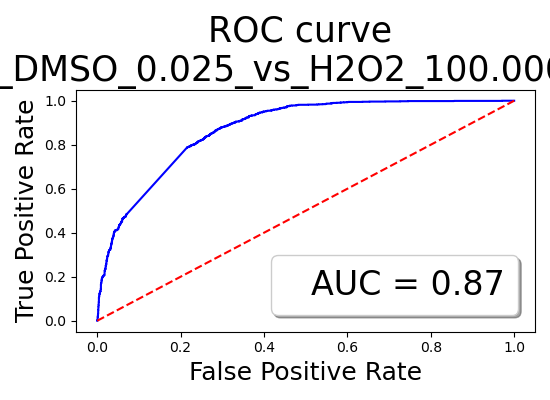 ROC curve
_DMSO_0.025_vs_H2O2_100.000
True Positive Rate
1.0
0.8
0.6
0.4
0.2
0.0
AUC = 0.87
0.0 0.2 0.4 0.6 0.8 1.0
False Positive Rate